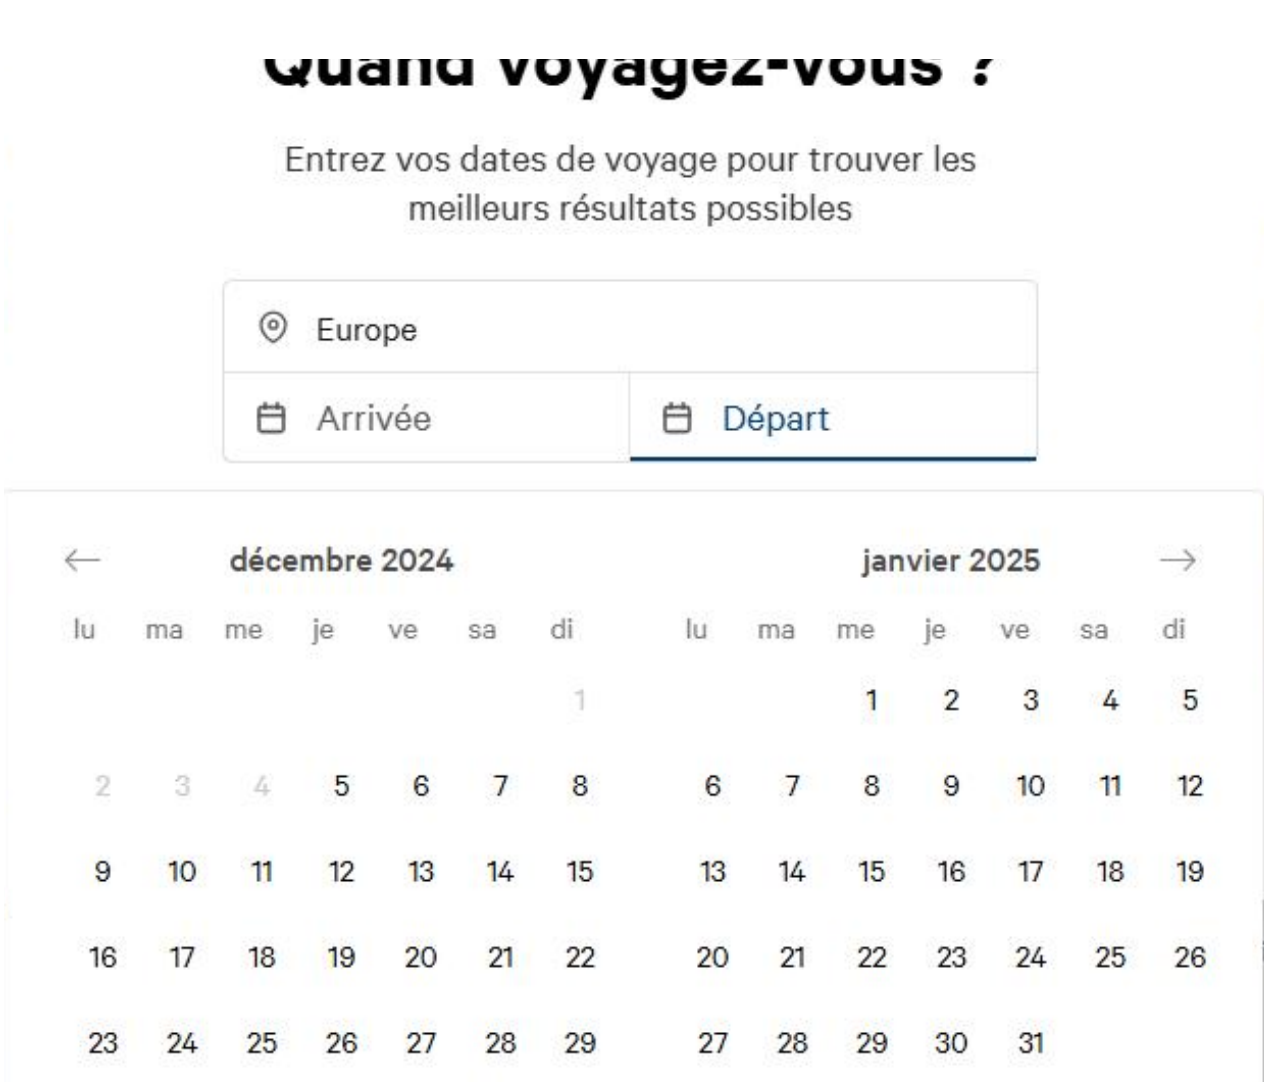 Quand voyagez-vous ?
Entrez vos dates de voyage pour trouver les
meilleurs résultats possibles
Europe
Arrivée Départ
décembre 2024 janvier 2025
lu ma me je ve sa di lu ma me je ve sa di
1 1 2 3 4 5
2 3 4 5 6 7 8 6 7 8 9 10 11 12
9 10 11 12 13 14 15 13 14 15 16 17 18 19
16 17 18 19 20 21 22 20 21 22 23 24 25 26
23 24 25 26 27 28 29 27 28 29 30 31